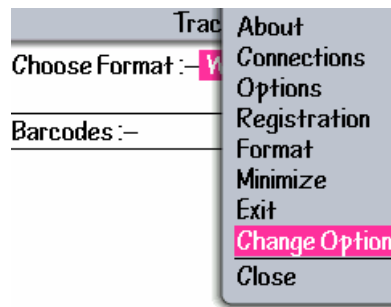 Trac
Choose Format :-
Barcodes :-
About
Connections
Options
Registration
Format
Minimize
Exit
Change Option
Close